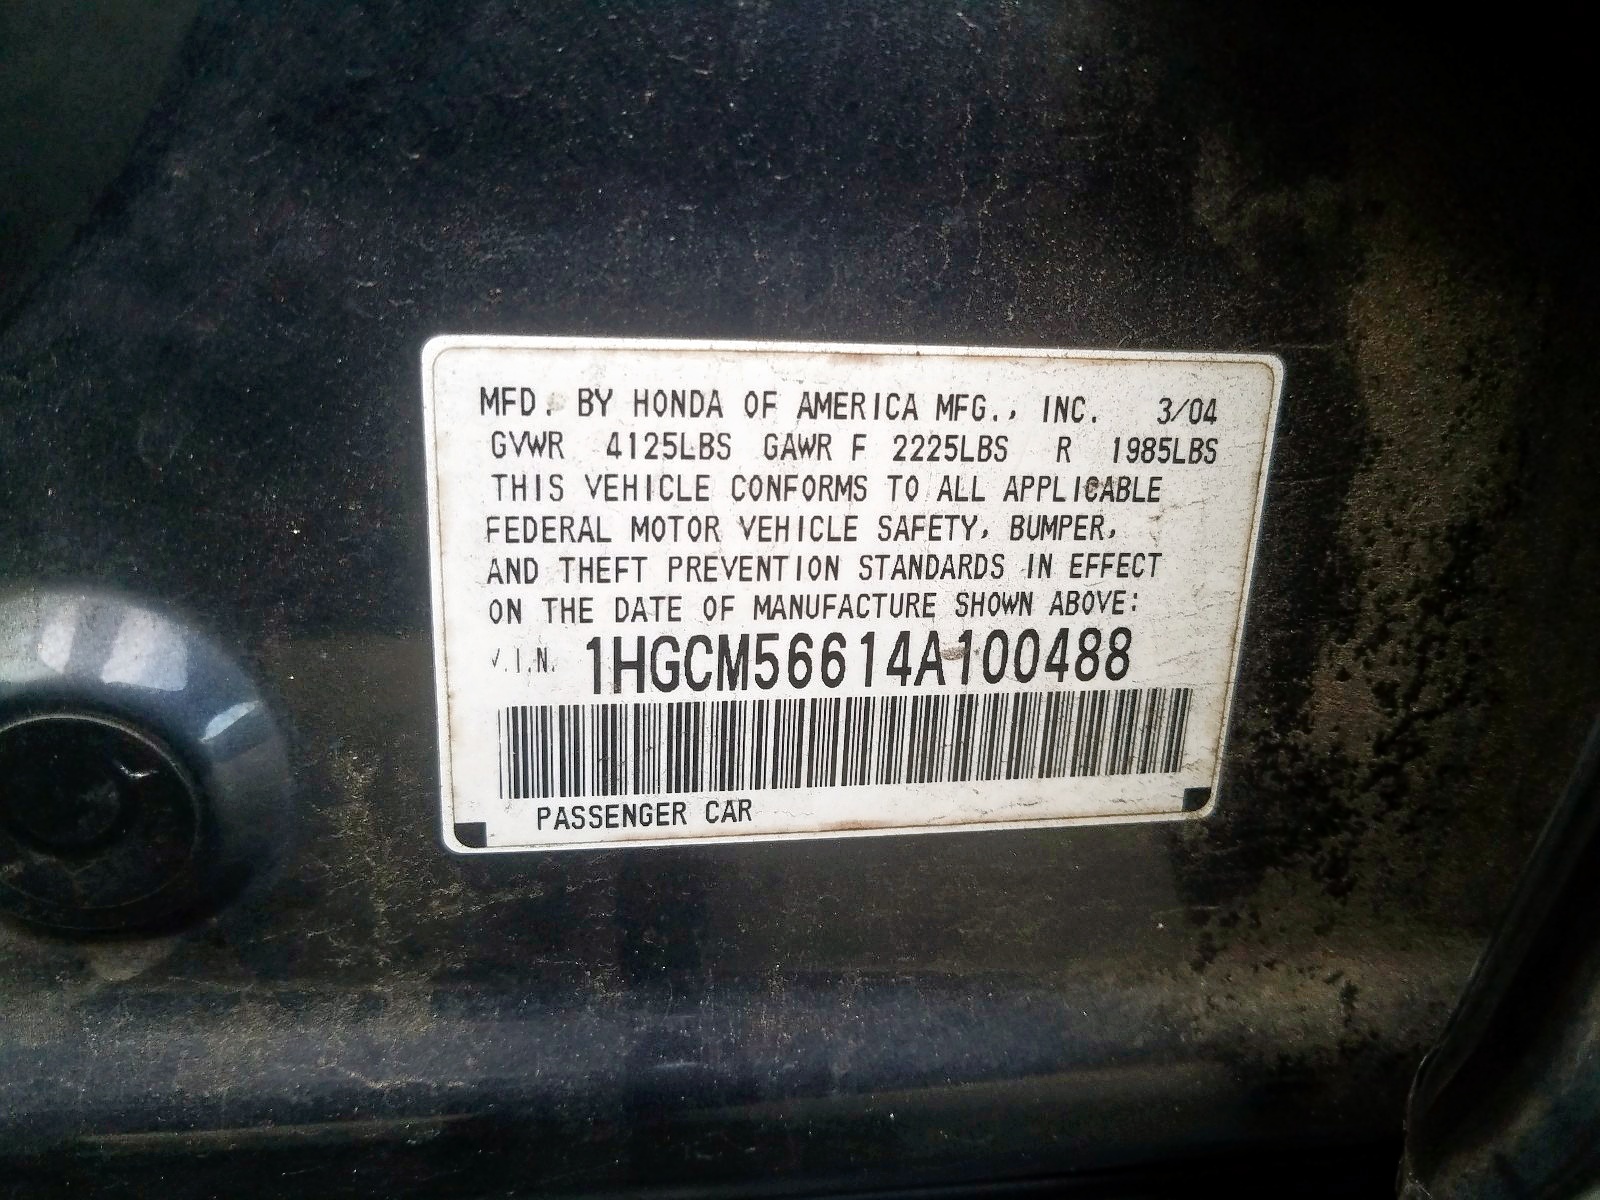 MFD. BY HONDA OF AMERICA MFG., INC. 3/04
GVWR 4125LBS GAWR F 2225LBS R 1985LBS
THIS VEHICLE CONFORMS TO ALL APPLICABLE
FEDERAL MOTOR VEHICLE SAFETY, BUMPER,
AND THEFT PREVENTION STANDARDS IN EFFECT
ON THE DATE OF MANUFACTURE SHOWN ABOVE:
V.I.N. 1HGCM56614A100488
PASSENGER CAR